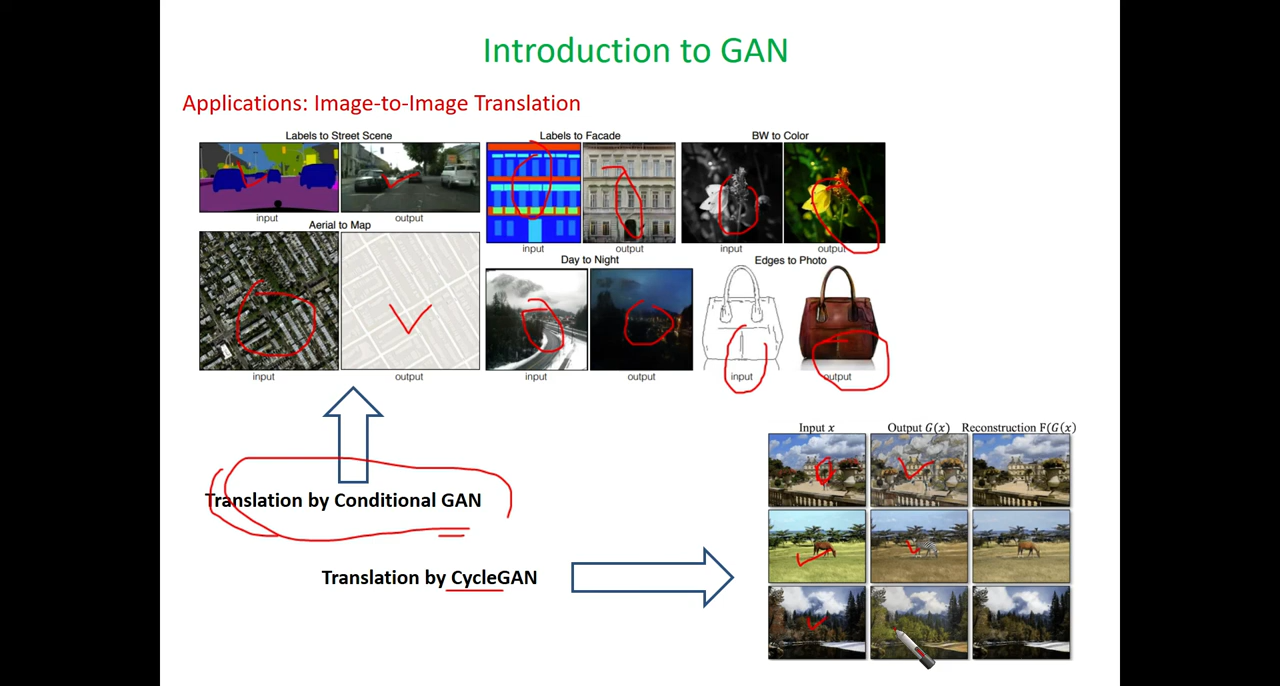 Introduction to GAN
Applications: Image-to-Image Translation
Labels to Street Scene
input
output
Aerial to Map
input
output
Labels to Facade
input
output
BW to Color
input
output
Day to Night
input
output
Edges to Photo
input
output
Translation by Conditional GAN
Translation by CycleGAN
Input x
Output G(x)
Reconstruction F(G(x)